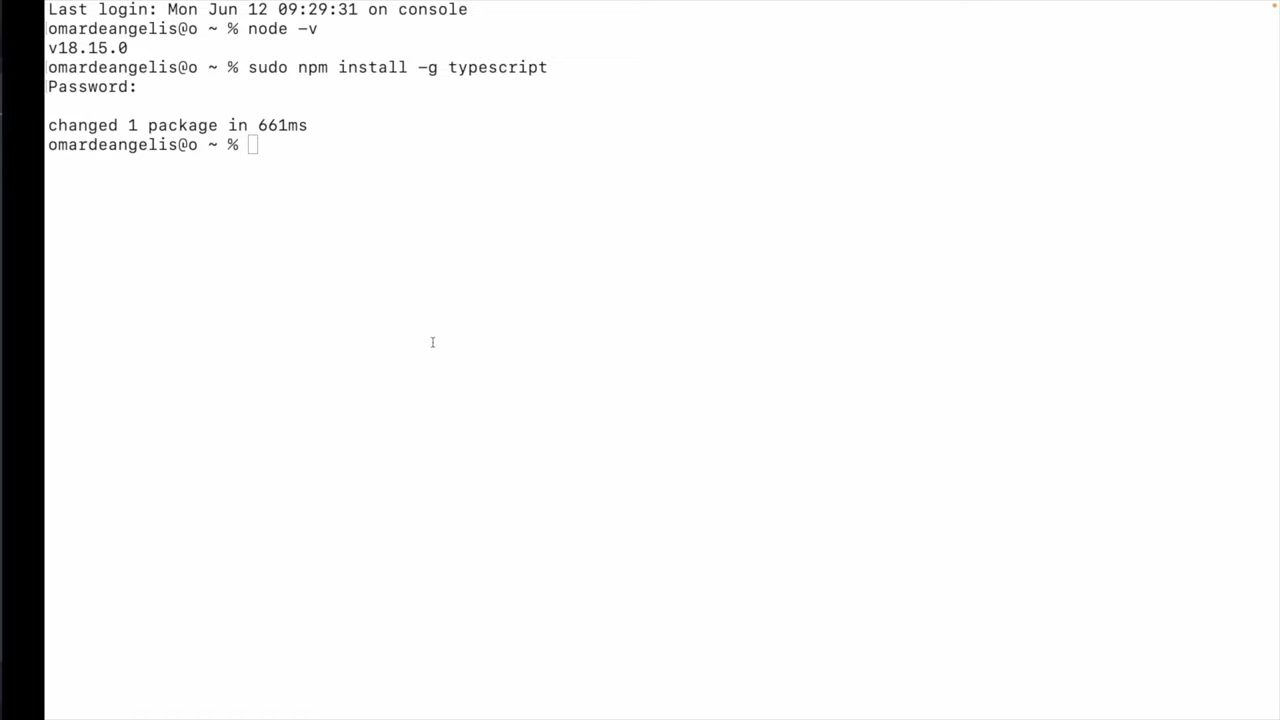 Last login: Mon Jun 12 09:29:31 on console
omardeangelis@o ~ % node -v
v18.15.0
omardeangelis@o ~ % sudo npm install -g typescript
Password:
changed 1 package in 661ms
omardeangelis@o ~ %